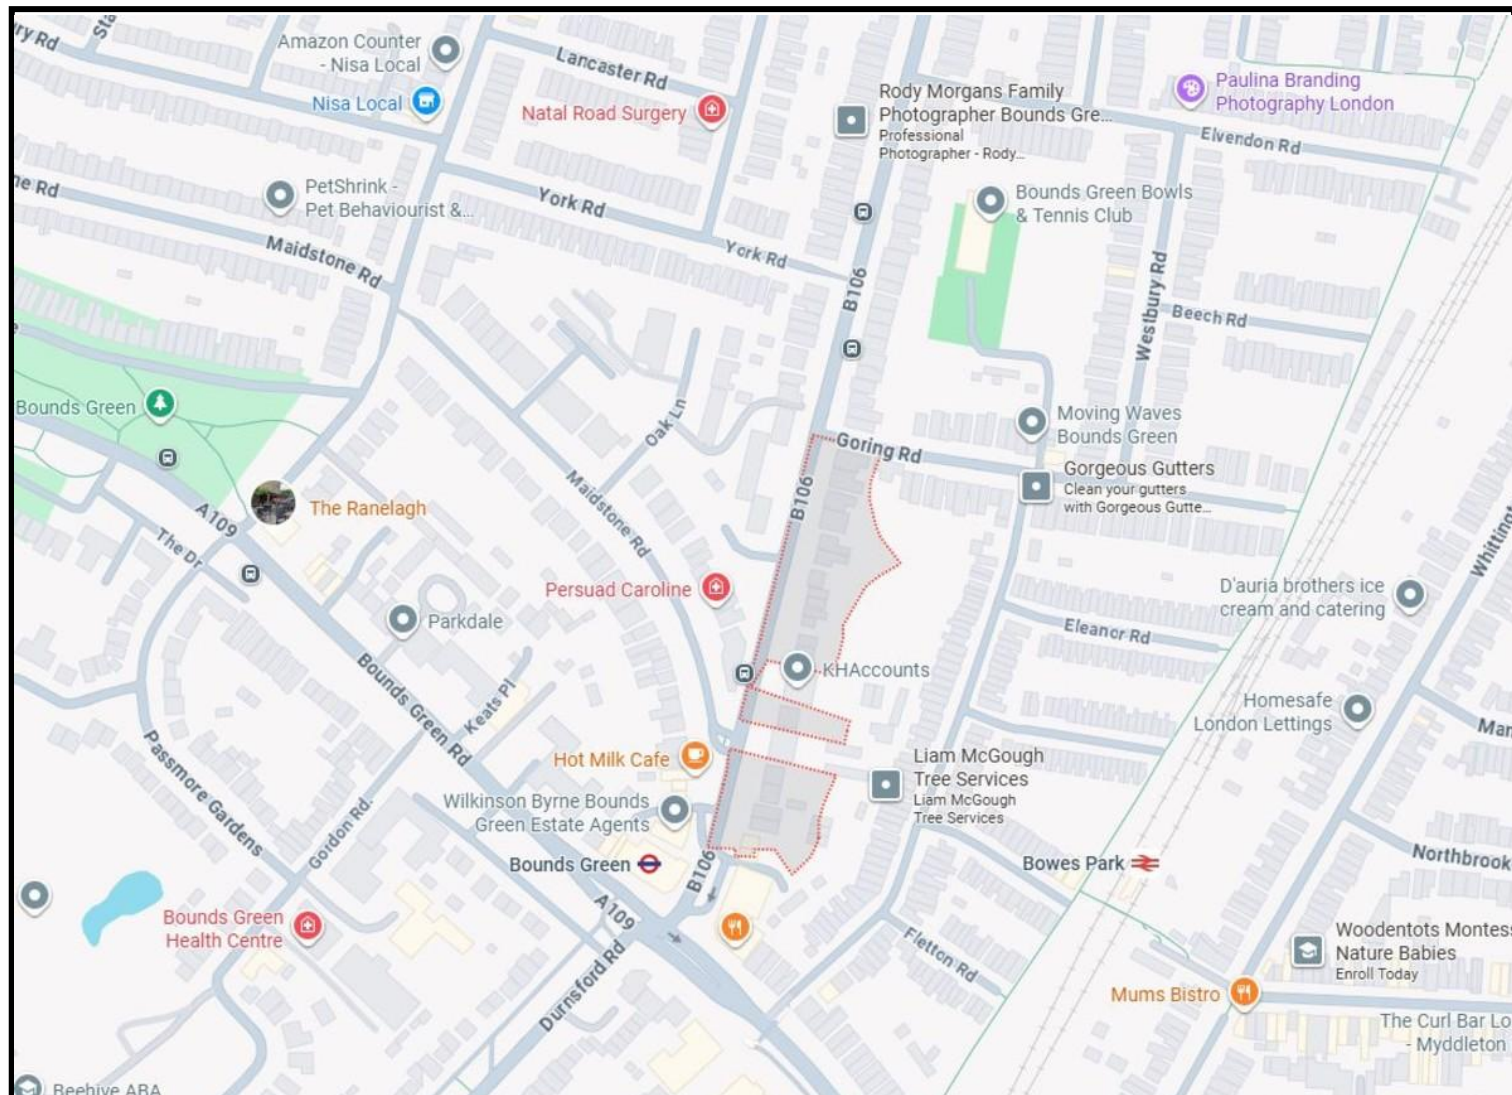 Amazon Counter
- Nisa Local
Nisa Local
Lancaster Rd
Natal Road Surgery
Rody Morgans Family
Photographer Bounds Gre...
Professional
Photographer - Rody...
Paulina Branding
Photography London
Elvendon Rd
PetShrink -
Pet Behaviourist &...
York Rd
York Rd
Bounds Green Bowls
& Tennis Club
Maidstone Rd
B106
Westbury Rd
Beech Rd
Bounds Green
Oak Ln
Goring Rd
Moving Waves
Bounds Green
Gorgeous Gutters
Clean your gutters
with Gorgeous Gutte...
The Ranelagh
A109
The Dr
Maidstone Rd
B106
Persuad Caroline
Parkdale
D'auria brothers ice
cream and catering
Eleanor Rd
KHAccounts
Bounds Green Rd
Keats Pl
Homesafe
London Lettings
Passmore Gardens
Gordon Rd.
Hot Milk Cafe
Liam McGough
Tree Services
Liam McGough
Tree Services
Wilkinson Byrne Bounds
Green Estate Agents
Bounds Green
B106
Bowes Park
Northbrook
A109
Bounds Green
Health Centre
Durnsford Rd
Fletton Rd
Woodentots Montess
Nature Babies
Enroll Today
Mums Bistro
The Curl Bar Lo
- Myddleton
Beehive ABA